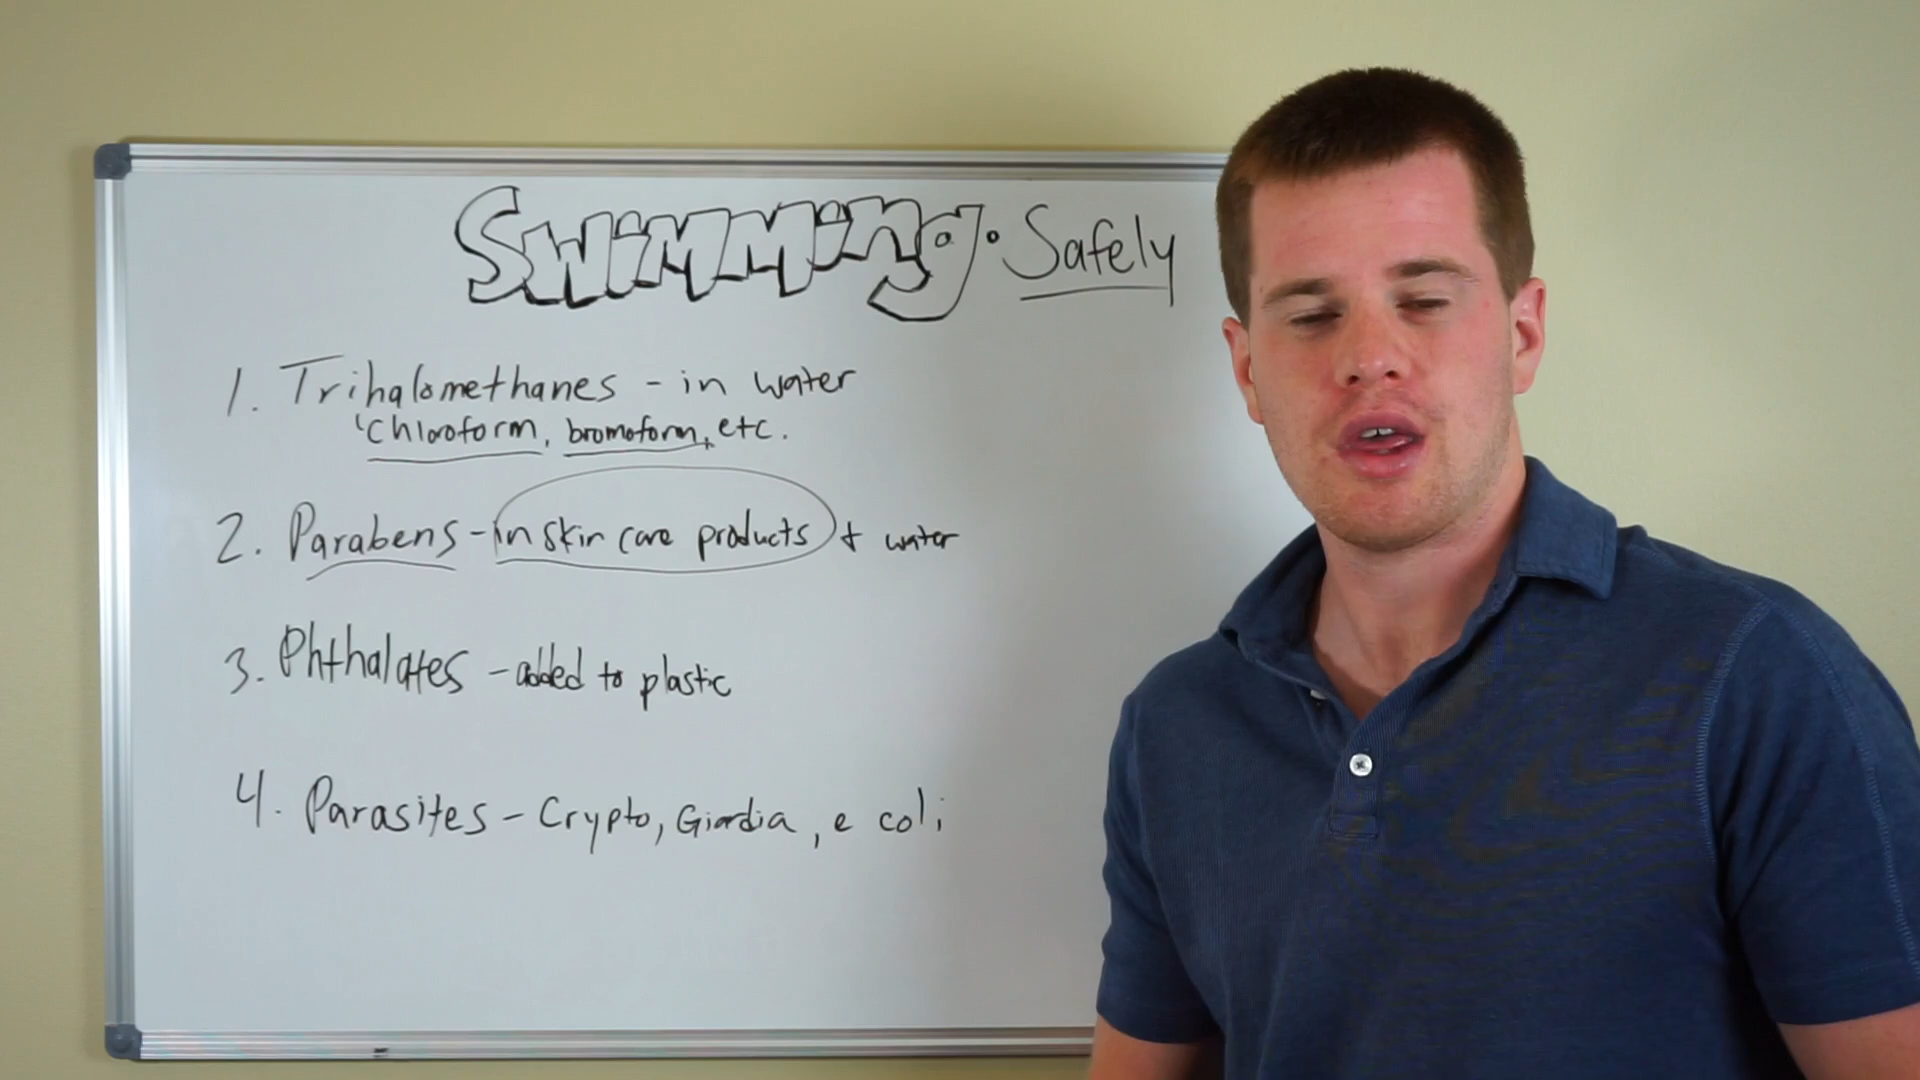 Swimming. Safely
1. Trihalomethanes - in water
chloroform, bromoform, etc.
2. Parabens - in skin care products + water
3. Phthalates - added to plastic
4. Parasites - Crypto, Giardia, e coli